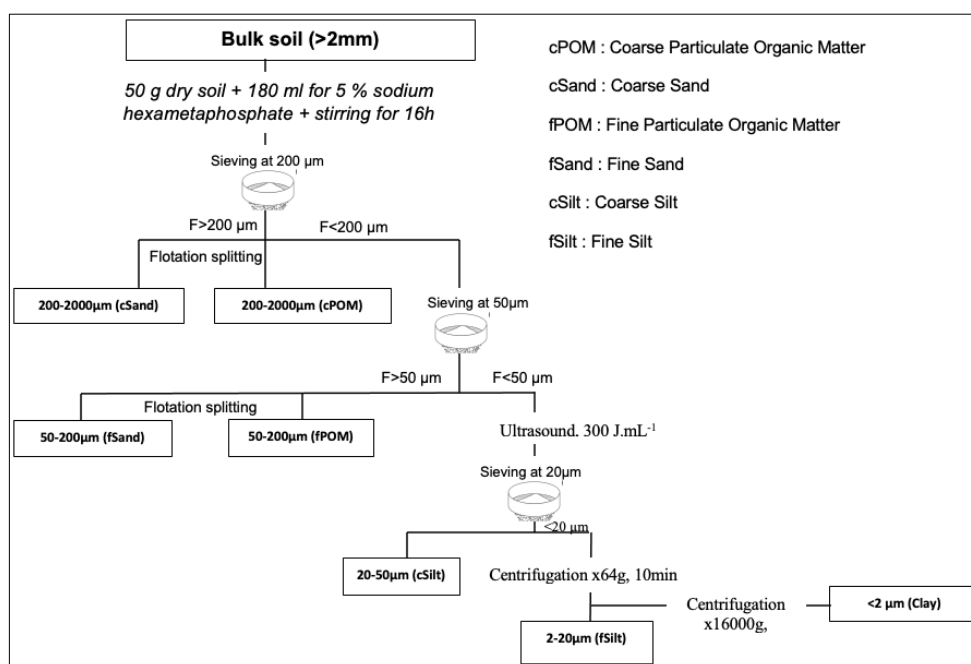 Bulk soil (>2mm)
50 g dry soil + 180 ml for 5 % sodium
hexametaphosphate + stirring for 16h
Sieving at 200 µm
F>200 µm
F<200 µm
Flotation splitting
200-2000µm (cSand)
200-2000µm (cPOM)
cPOM : Coarse Particulate Organic Matter
cSand : Coarse Sand
fPOM : Fine Particulate Organic Matter
fSand : Fine Sand
cSilt : Coarse Silt
fSilt : Fine Silt
Sieving at 50µm
F>50 µm
F<50 µm
Flotation splitting
50-200µm (fSand)
50-200µm (fPOM)
Ultrasound. 300 J.mL⁻¹
Sieving at 20µm
<20 µm
20-50µm (cSilt)
Centrifugation x64g, 10min
Centrifugation
x16000g,
<2 µm (Clay)
2-20µm (fSilt)